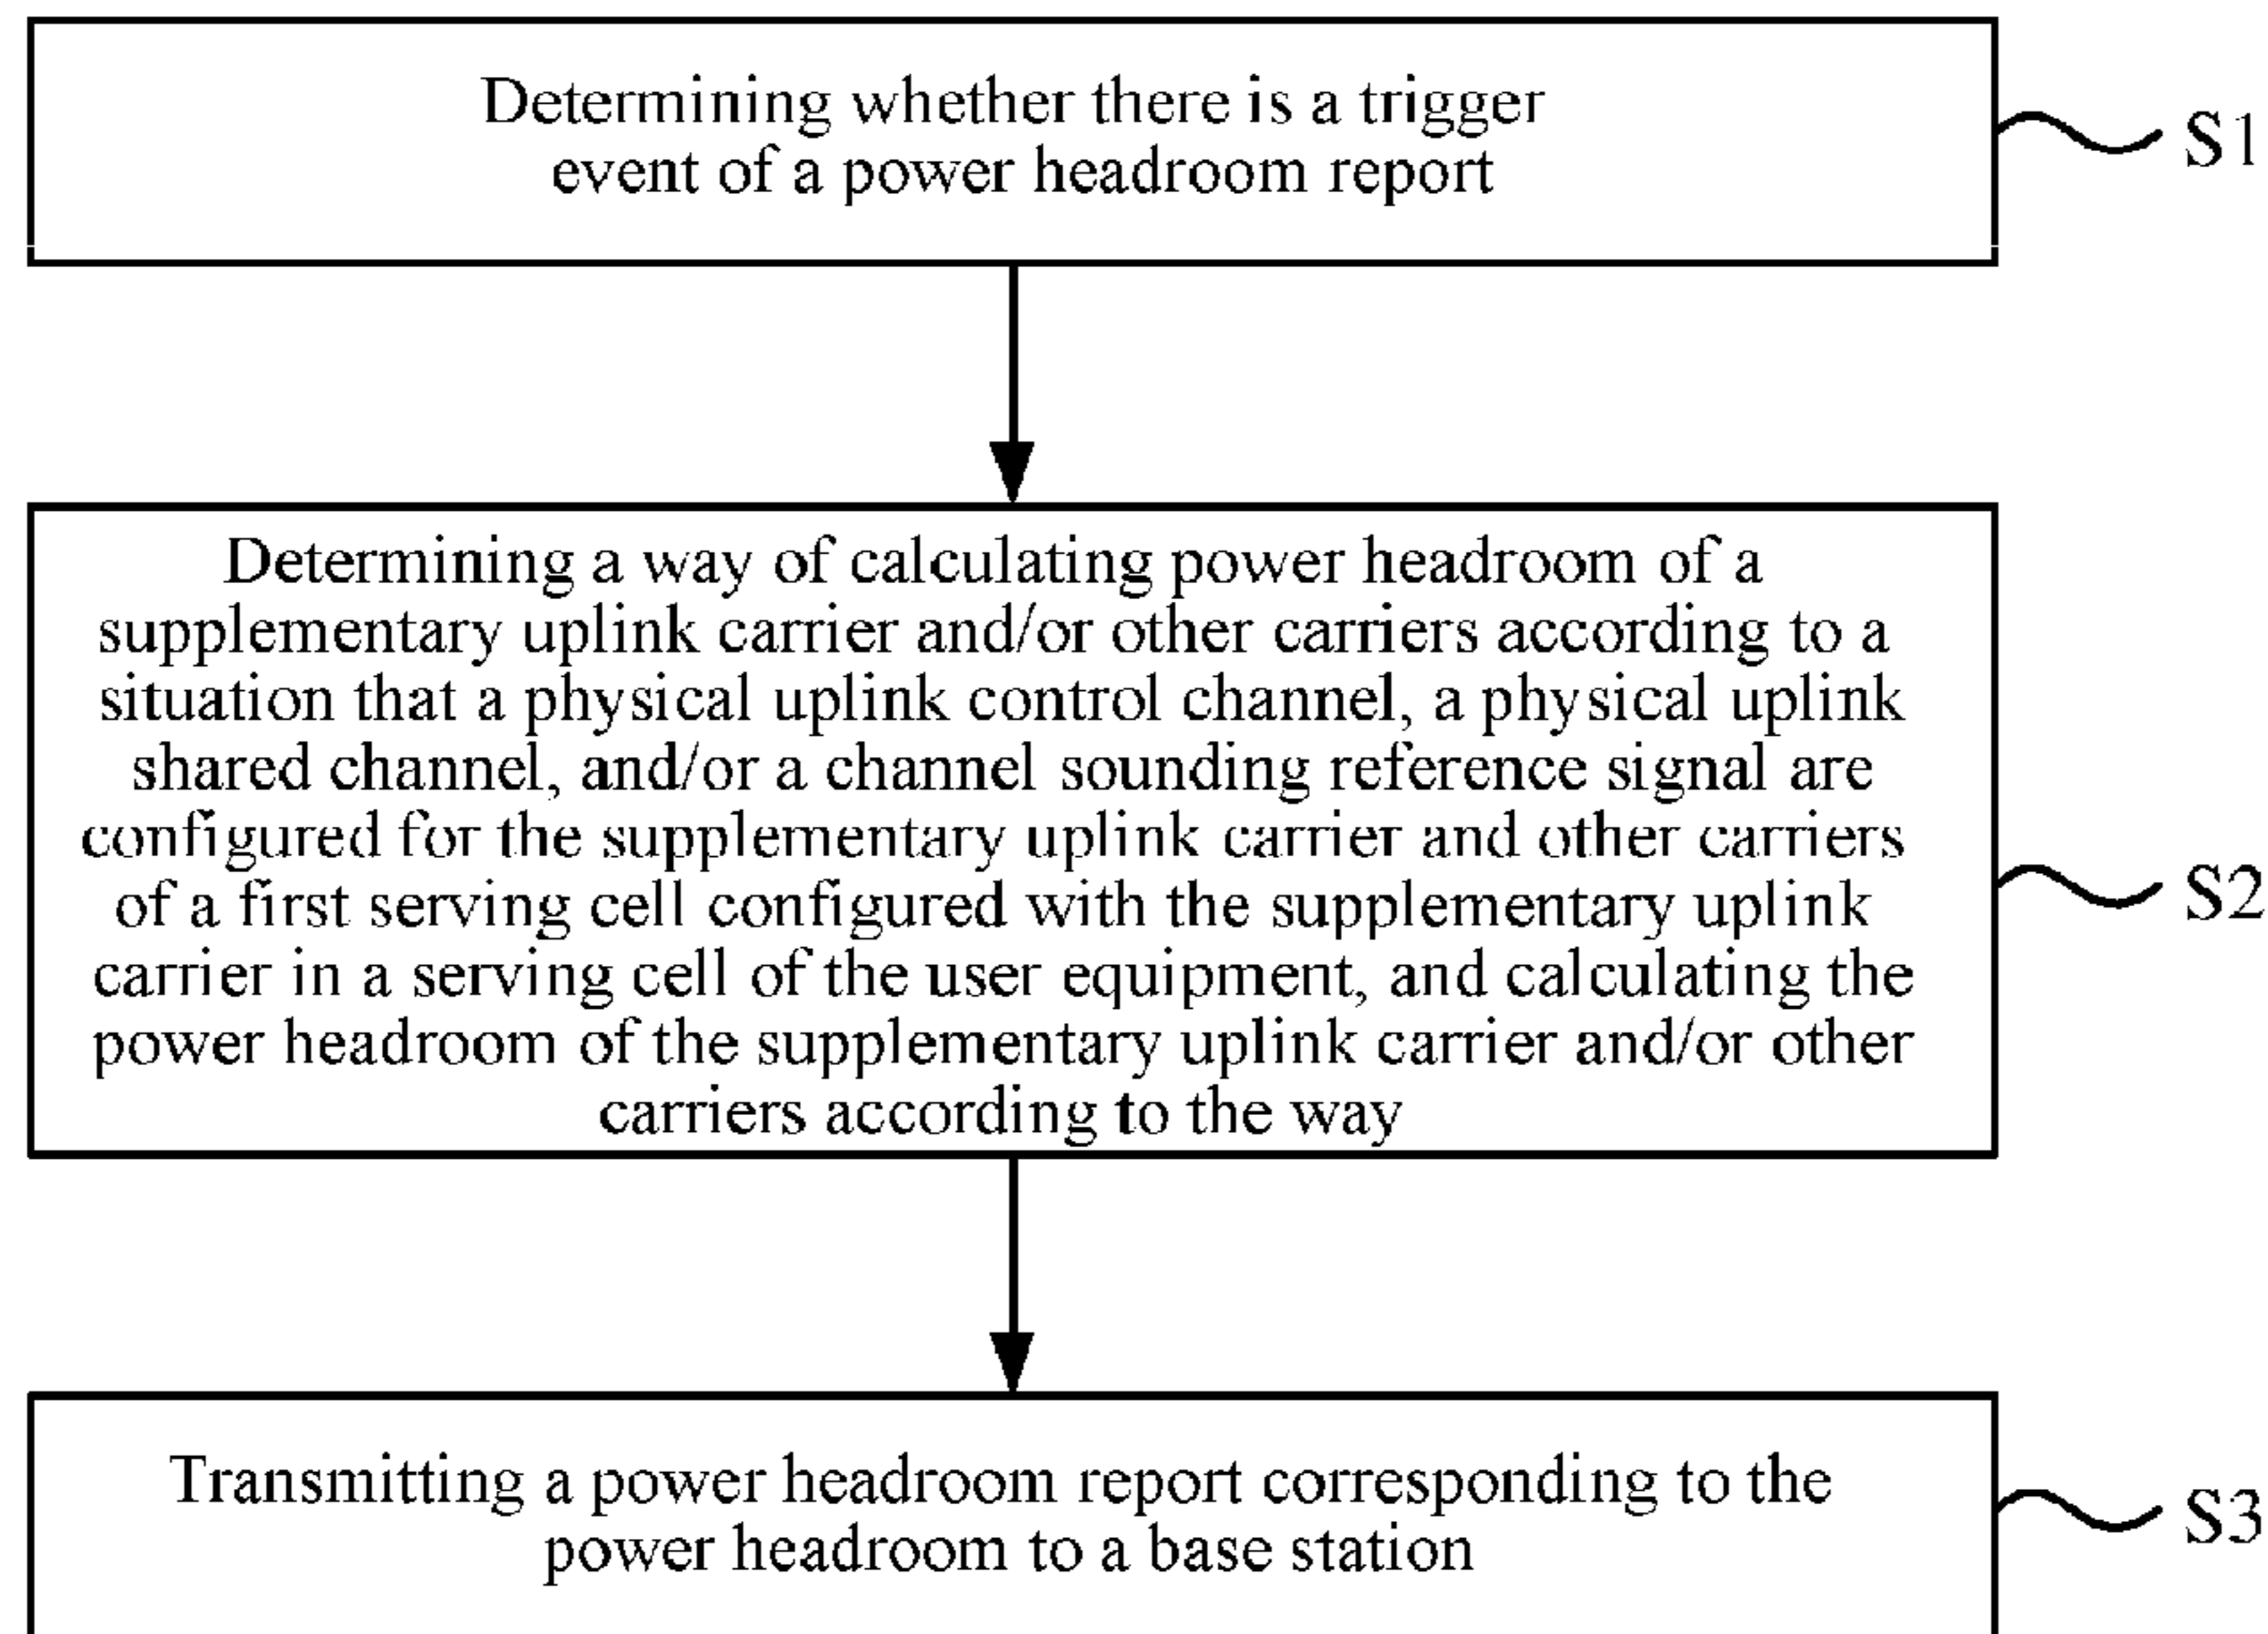 Determining whether there is a trigger
event of a power headroom report
S1
Determining a way of calculating power headroom of a
supplementary uplink carrier and/or other carriers according to a
situation that a physical uplink control channel, a physical uplink
shared channel, and/or a channel sounding reference signal are
configured for the supplementary uplink carrier and other carriers
of a first serving cell configured with the supplementary uplink
carrier in a serving cell of the user equipment, and calculating the
power headroom of the supplementary uplink carrier and/or other
carriers according to the way
S2
Transmitting a power headroom report corresponding to the
power headroom to a base station
S3